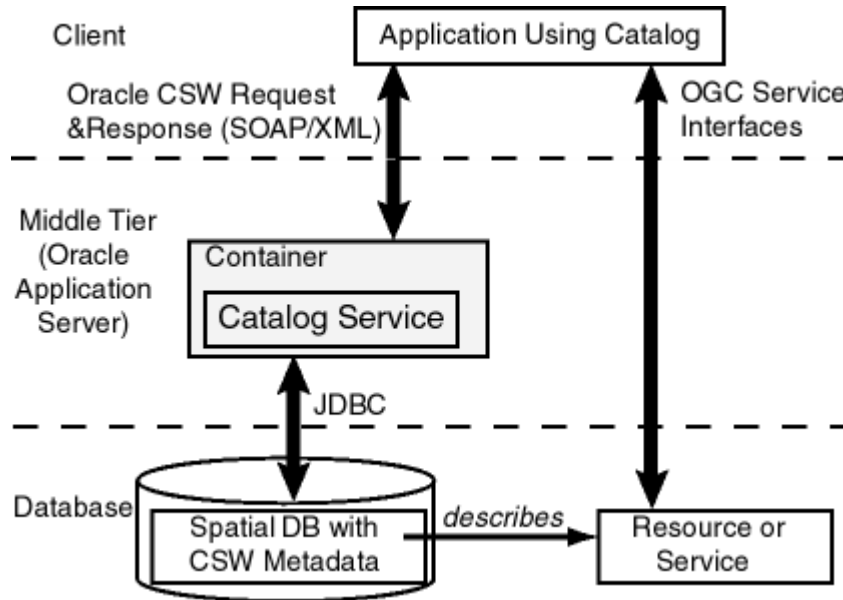 Client
Application Using Catalog
Oracle CSW Request
&Response (SOAP/XML)
OGC Service
Interfaces
Middle Tier
(Oracle
Application
Server)
Container
Catalog Service
JDBC
Database
Spatial DB with
CSW Metadata
describes
Resource or
Service